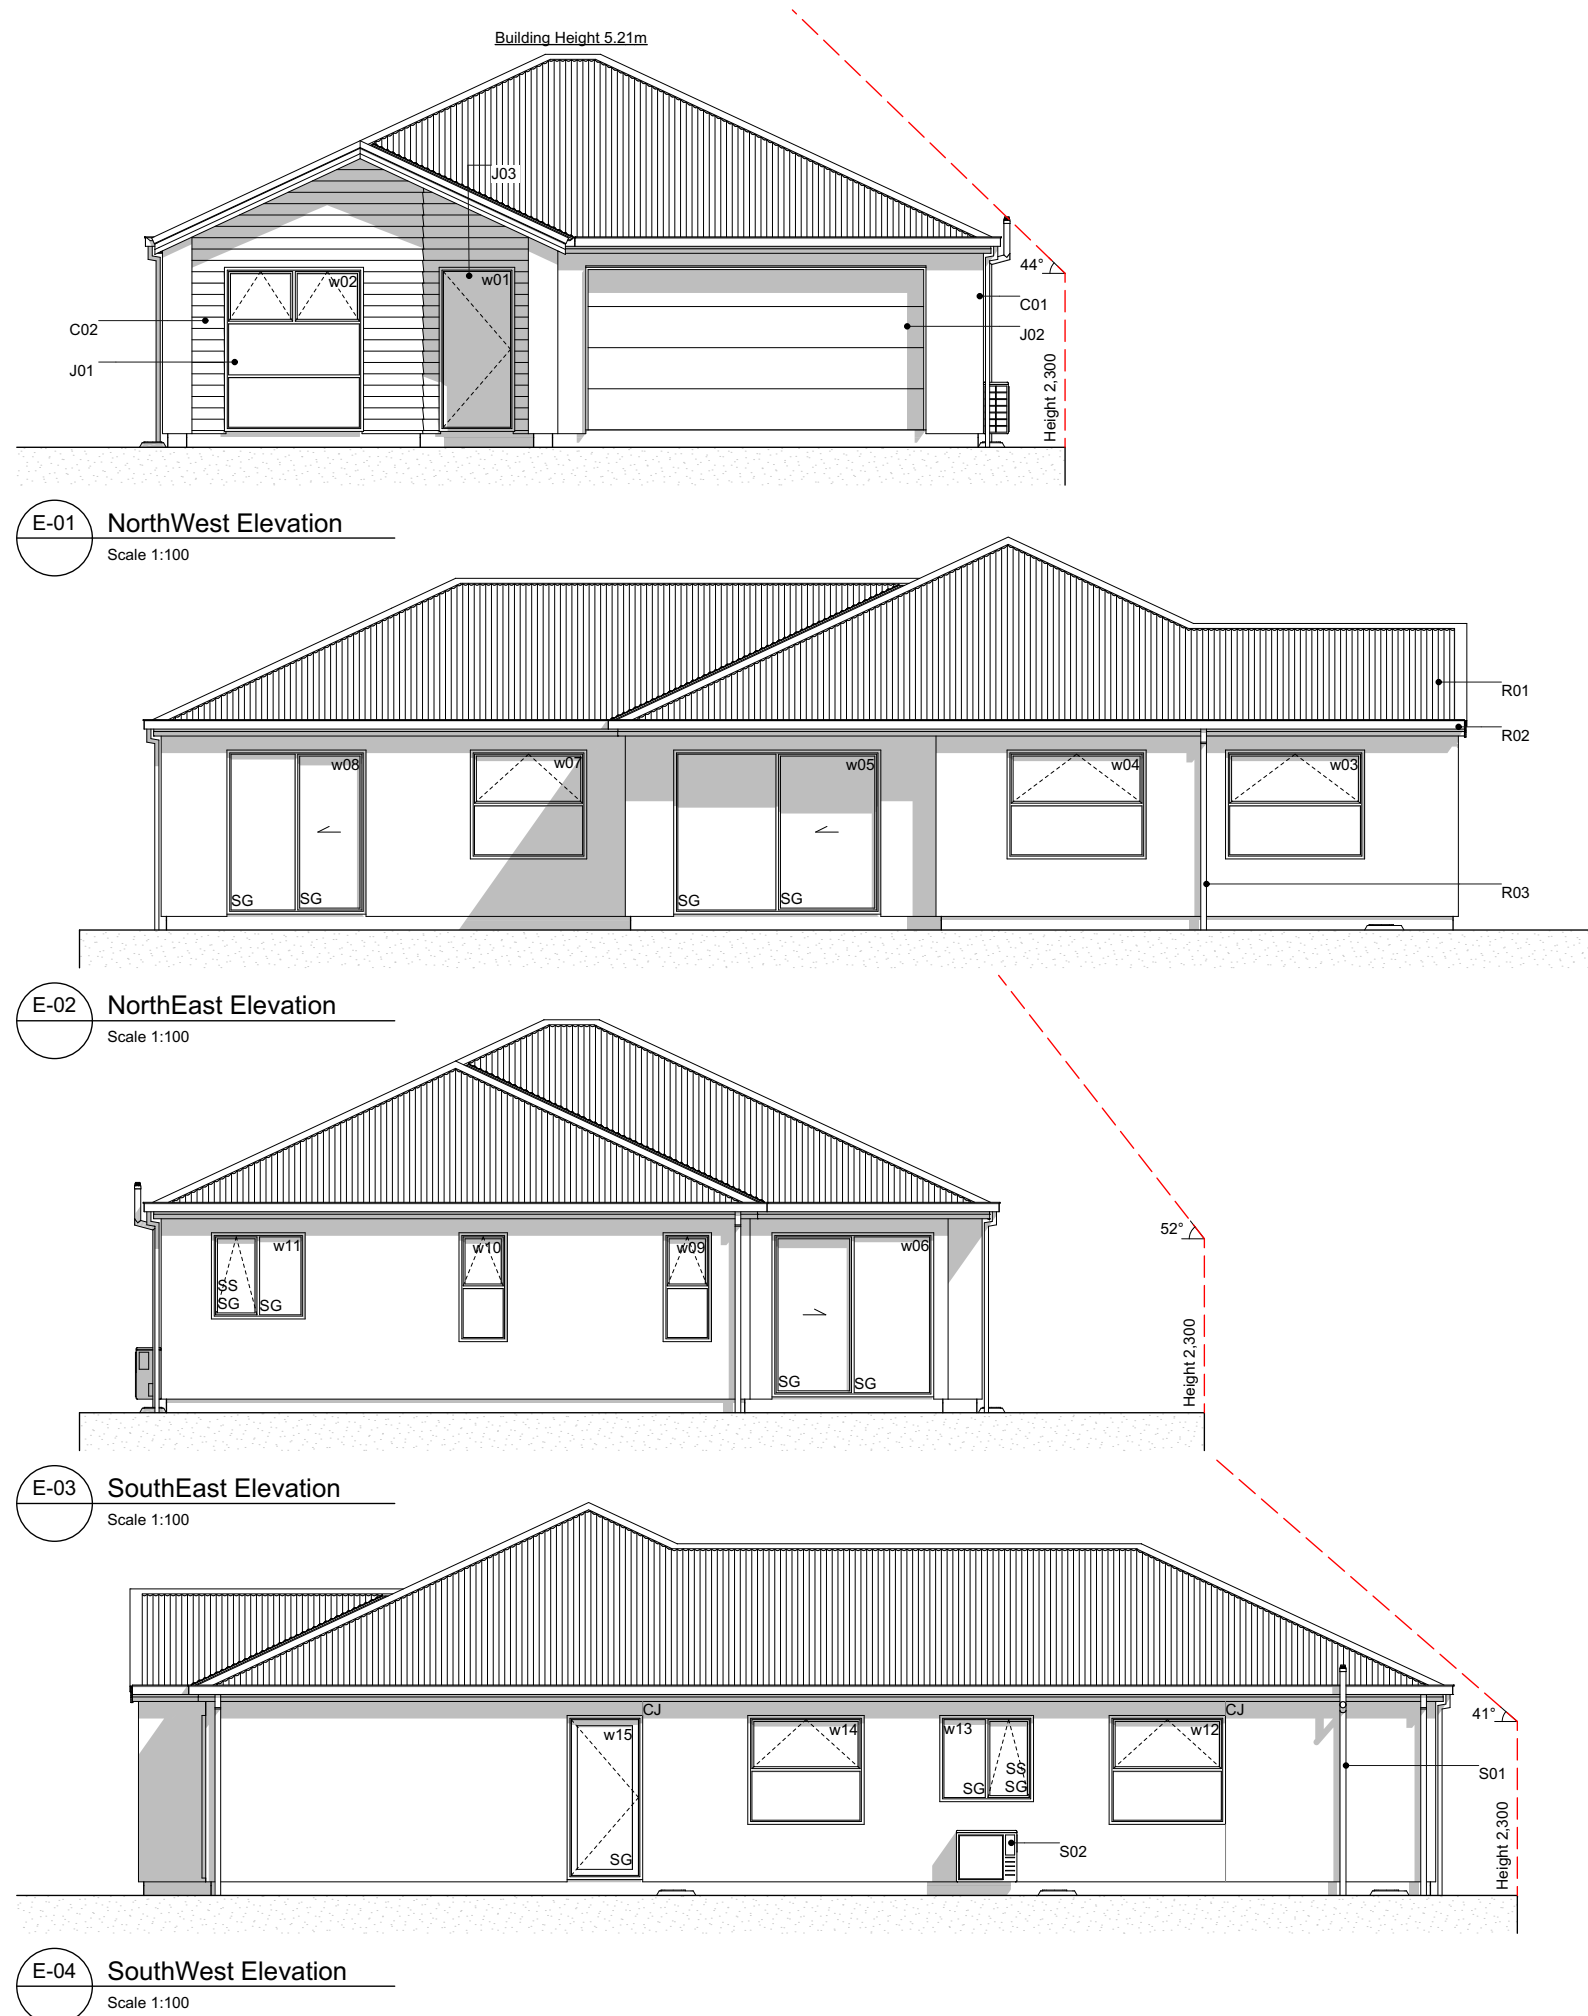 Building Height 5.21m
J03
w02
w01
44°
C01
J02
C02
J01
Height 2,300
E-01
NorthWest Elevation
Scale 1:100
R01
R02
w08
w07
w05
w04
w03
SG
SG
SG
SG
R03
E-02
NorthEast Elevation
Scale 1:100
52°
w11
w10
w09
w06
SS
SG
SG
SG
SG
Height 2,300
E-03
SouthEast Elevation
Scale 1:100
CJ
CJ
41°
w15
w14
w13
w12
SS
SG
SG
S01
SG
S02
Height 2,300
E-04
SouthWest Elevation
Scale 1:100